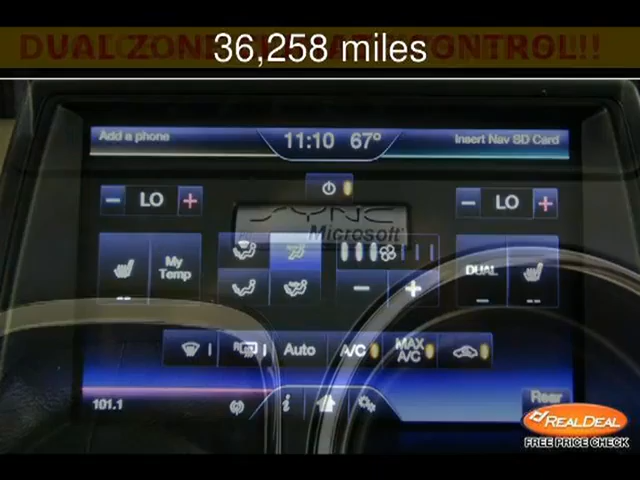 DUAL ZONE CLIMATE CONTROL!!
36,258 miles
Add a phone 11:10 67° Insert Nav SD Card
LO LO
SYNC
Microsoft
My
Temp
DUAL
Auto A/C MAX
A/C
101.1 Rear
REALDEAL
FREE PRICE CHECK